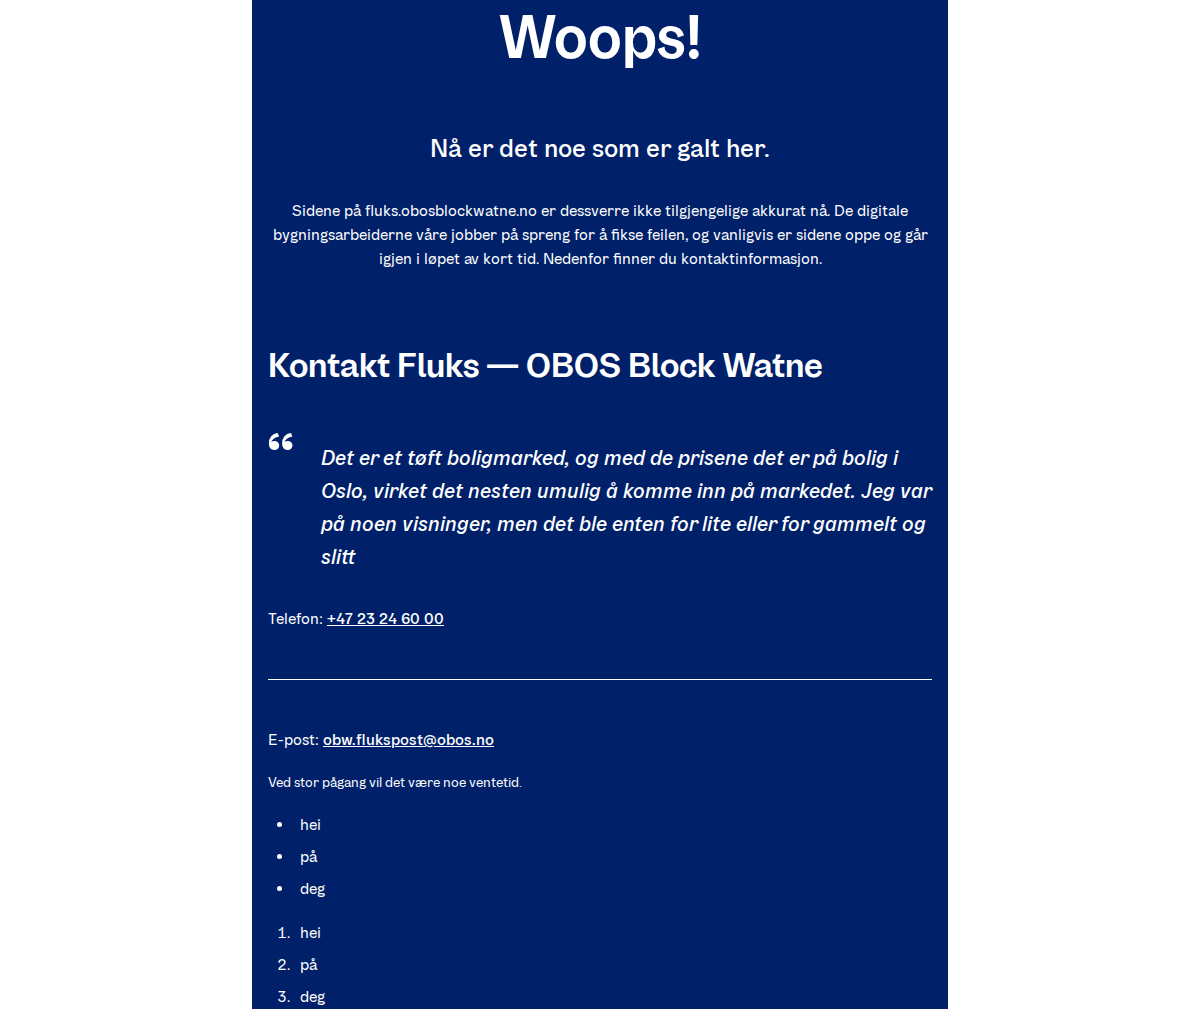 Woops!
Nå er det noe som er galt her.
Sidene på fluks.obosblockwatne.no er dessverre ikke tilgjengelige akkurat nå. De digitale
bygningsarbeiderne våre jobber på spreng for å fikse feilen, og vanligvis er sidene oppe og går
igjen i løpet av kort tid. Nedenfor finner du kontaktinformasjon.
Kontakt Fluks — OBOS Block Watne
“
Det er et tøft boligmarked, og med de prisene det er på bolig i
Oslo, virket det nesten umulig å komme inn på markedet. Jeg var
på noen visninger, men det ble enten for lite eller for gammelt og
slitt
Telefon: +47 23 24 60 00
E-post: obw.flukspost@obos.no
Ved stor pågang vil det være noe ventetid.
• hei
• på
• deg
1. hei
2. på
3. deg